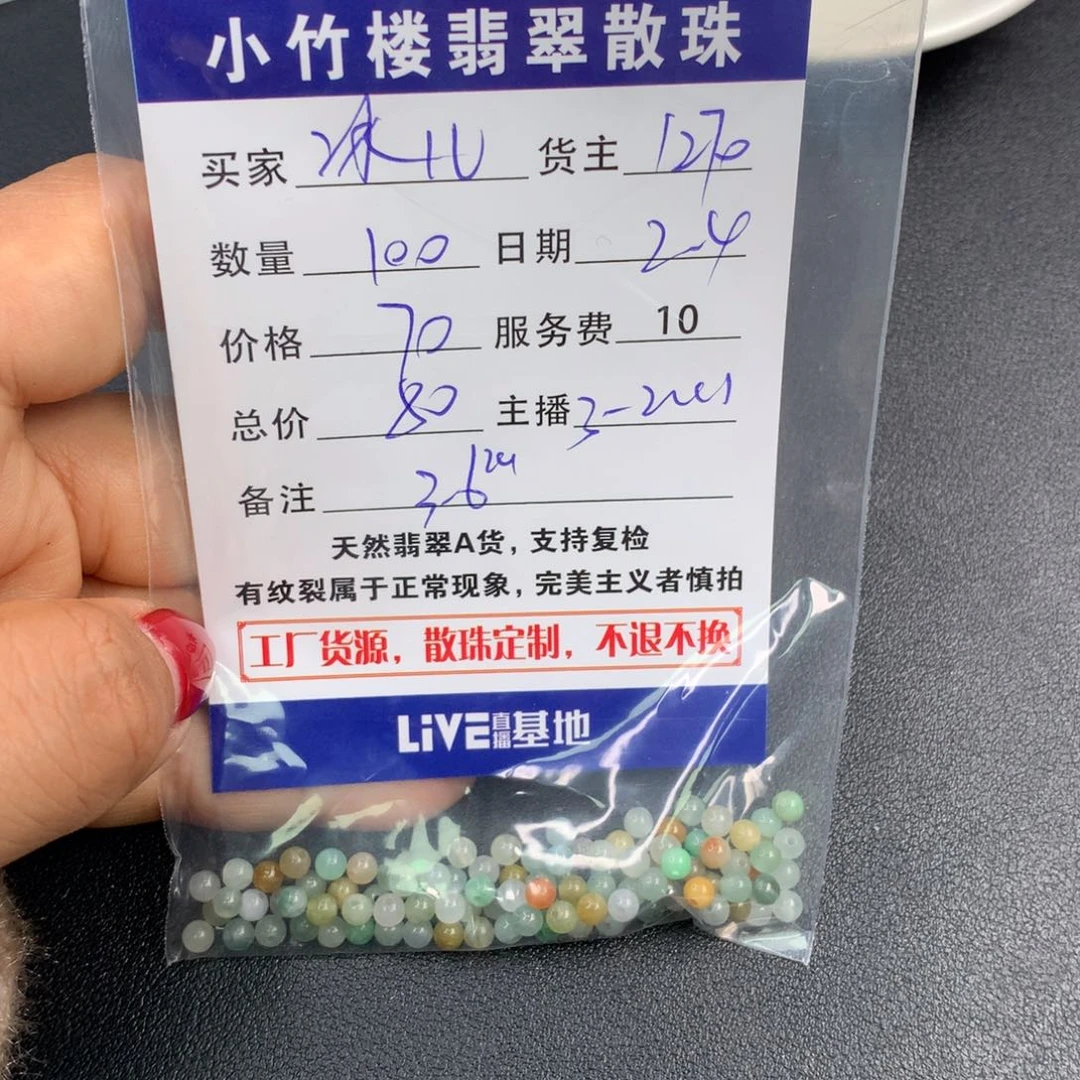 小竹楼翡翠散珠
买家 货主 1270
数量 100 日期 2-4
价格 70 服务费 10
总价 80 主播
备注
天然翡翠A货，支持复检
有纹裂属于正常现象，完美主义者慎拍
工厂货源，散珠定制，不退不换
LiVE直播基地